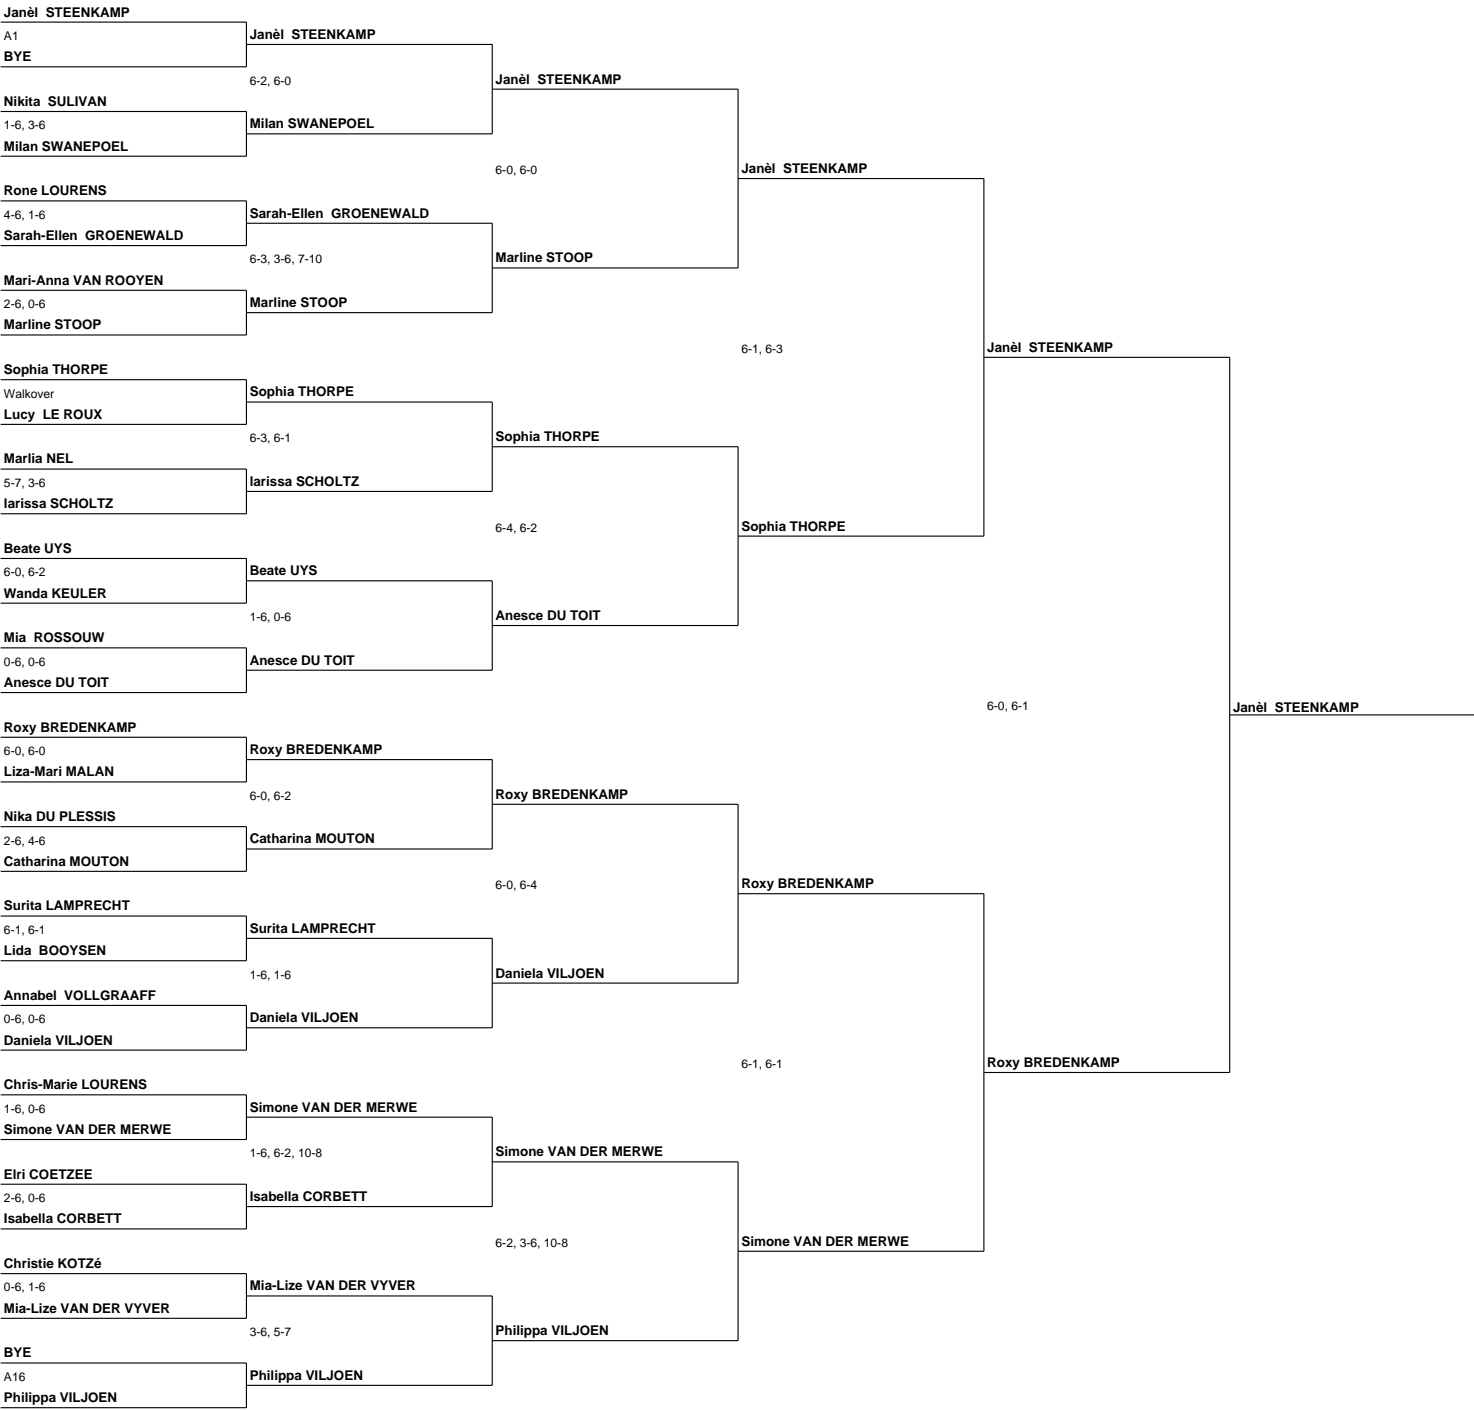 Janèl  STEENKAMP
A1
BYE
Nikita  SULIVAN
1-6, 3-6
Milan SWANEPOEL
Rone LOURENS
4-6, 1-6
Sarah-Ellen  GROENEWALD
Mari-Anna VAN ROOYEN
2-6, 0-6
Marline STOOP
Sophia THORPE
Walkover
Lucy  LE ROUX
Marlia NEL
5-7, 3-6
larissa SCHOLTZ
Beate UYS
6-0, 6-2
Wanda KEULER
Mia  ROSSOUW
0-6, 0-6
Anesce DU TOIT
Roxy BREDENKAMP
6-0, 6-0
Liza-Mari MALAN
Nika DU PLESSIS
2-6, 4-6
Catharina MOUTON
Surita LAMPRECHT
6-1, 6-1
Lida  BOOYSEN
Annabel  VOLLGRAAFF
0-6, 0-6
Daniela VILJOEN
Chris-Marie LOURENS
1-6, 0-6
Simone VAN DER MERWE
Elri COETZEE
2-6, 0-6
Isabella CORBETT
Christie KOTZé
0-6, 1-6
Mia-Lize VAN DER VYVER
BYE
A16
Philippa VILJOEN
Janèl  STEENKAMP
6-2, 6-0
Milan SWANEPOEL
Sarah-Ellen  GROENEWALD
6-3, 3-6, 7-10
Marline STOOP
Sophia THORPE
6-3, 6-1
larissa SCHOLTZ
Beate UYS
1-6, 0-6
Anesce DU TOIT
Roxy BREDENKAMP
6-0, 6-2
Catharina MOUTON
Surita LAMPRECHT
1-6, 1-6
Daniela VILJOEN
Simone VAN DER MERWE
1-6, 6-2, 10-8
Isabella CORBETT
Mia-Lize VAN DER VYVER
3-6, 5-7
Philippa VILJOEN
Janèl  STEENKAMP
6-0, 6-0
Marline STOOP
Sophia THORPE
6-4, 6-2
Anesce DU TOIT
Roxy BREDENKAMP
6-0, 6-4
Daniela VILJOEN
Simone VAN DER MERWE
6-2, 3-6, 10-8
Philippa VILJOEN
Janèl  STEENKAMP
6-1, 6-3
Sophia THORPE
Roxy BREDENKAMP
6-1, 6-1
Simone VAN DER MERWE
Janèl  STEENKAMP
6-0, 6-1
Roxy BREDENKAMP
Janèl  STEENKAMP